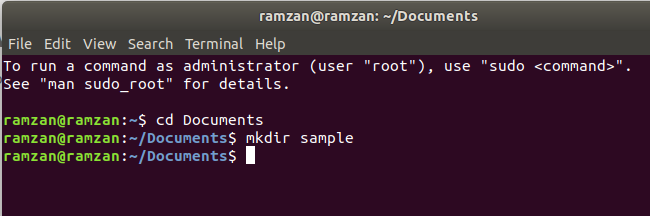 ramzan@ramzan: ~/Documents
File Edit View Search Terminal Help
To run a command as administrator (user "root"), use "sudo <command>".
See "man sudo_root" for details.
ramzan@ramzan:~$ cd Documents
ramzan@ramzan:~/Documents$ mkdir sample
ramzan@ramzan:~/Documents$